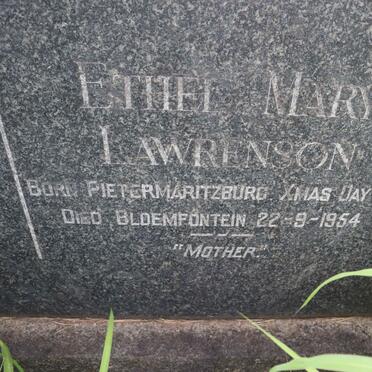 ETHEL MARY
LAWRENSON
BORN PIETERMARITZBURG XMAS DAY
DIED BLOEMFONTEIN 22-9-1954
"MOTHER."